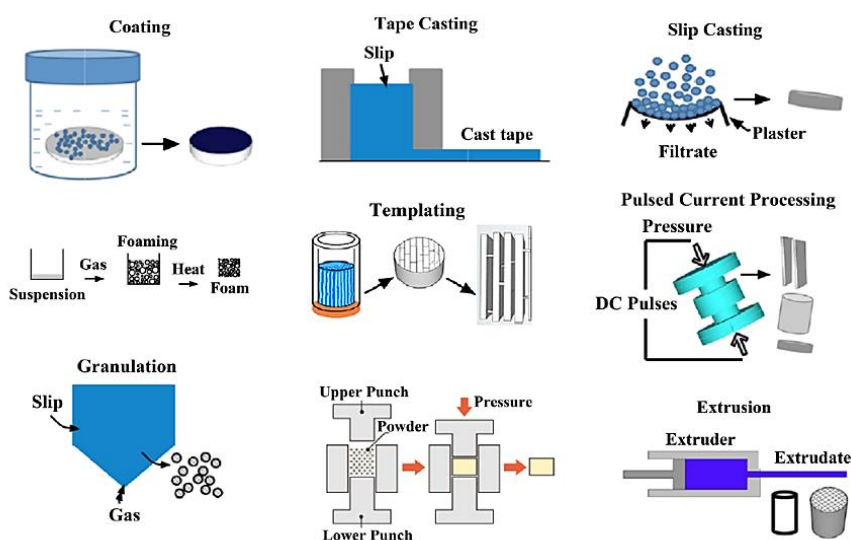 Coating
Tape Casting
Slip
Cast tape
Slip Casting
Plaster
Filtrate
Foaming
Gas
Heat
Suspension
Foam
Templating
Pulsed Current Processing
Pressure
DC Pulses
Granulation
Slip
Gas
Upper Punch
Powder
Pressure
Lower Punch
Extrusion
Extruder
Extrudate